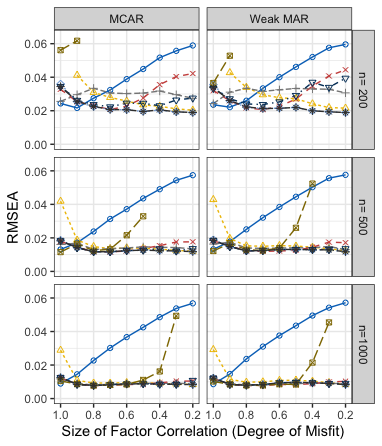 MCAR
Weak MAR
RMSEA
0.06
0.04
0.02
0.00
n= 200
0.06
0.04
0.02
0.00
n= 500
0.06
0.04
0.02
0.00
n=1000
1.0 0.8 0.6 0.4 0.2 1.0 0.8 0.6 0.4 0.2
Size of Factor Correlation (Degree of Misfit)